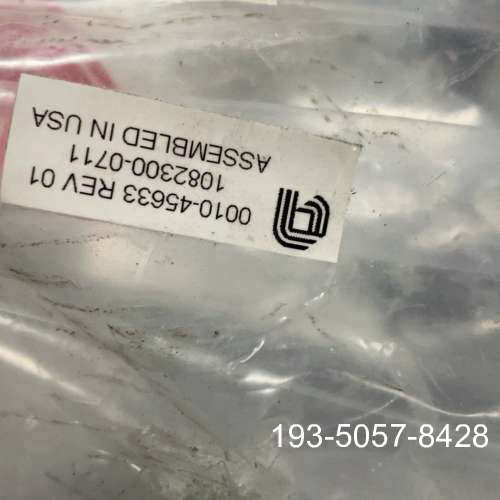 0010-45633 REV 01
1082300-0711
ASSEMBLED IN USA
193-5057-8428